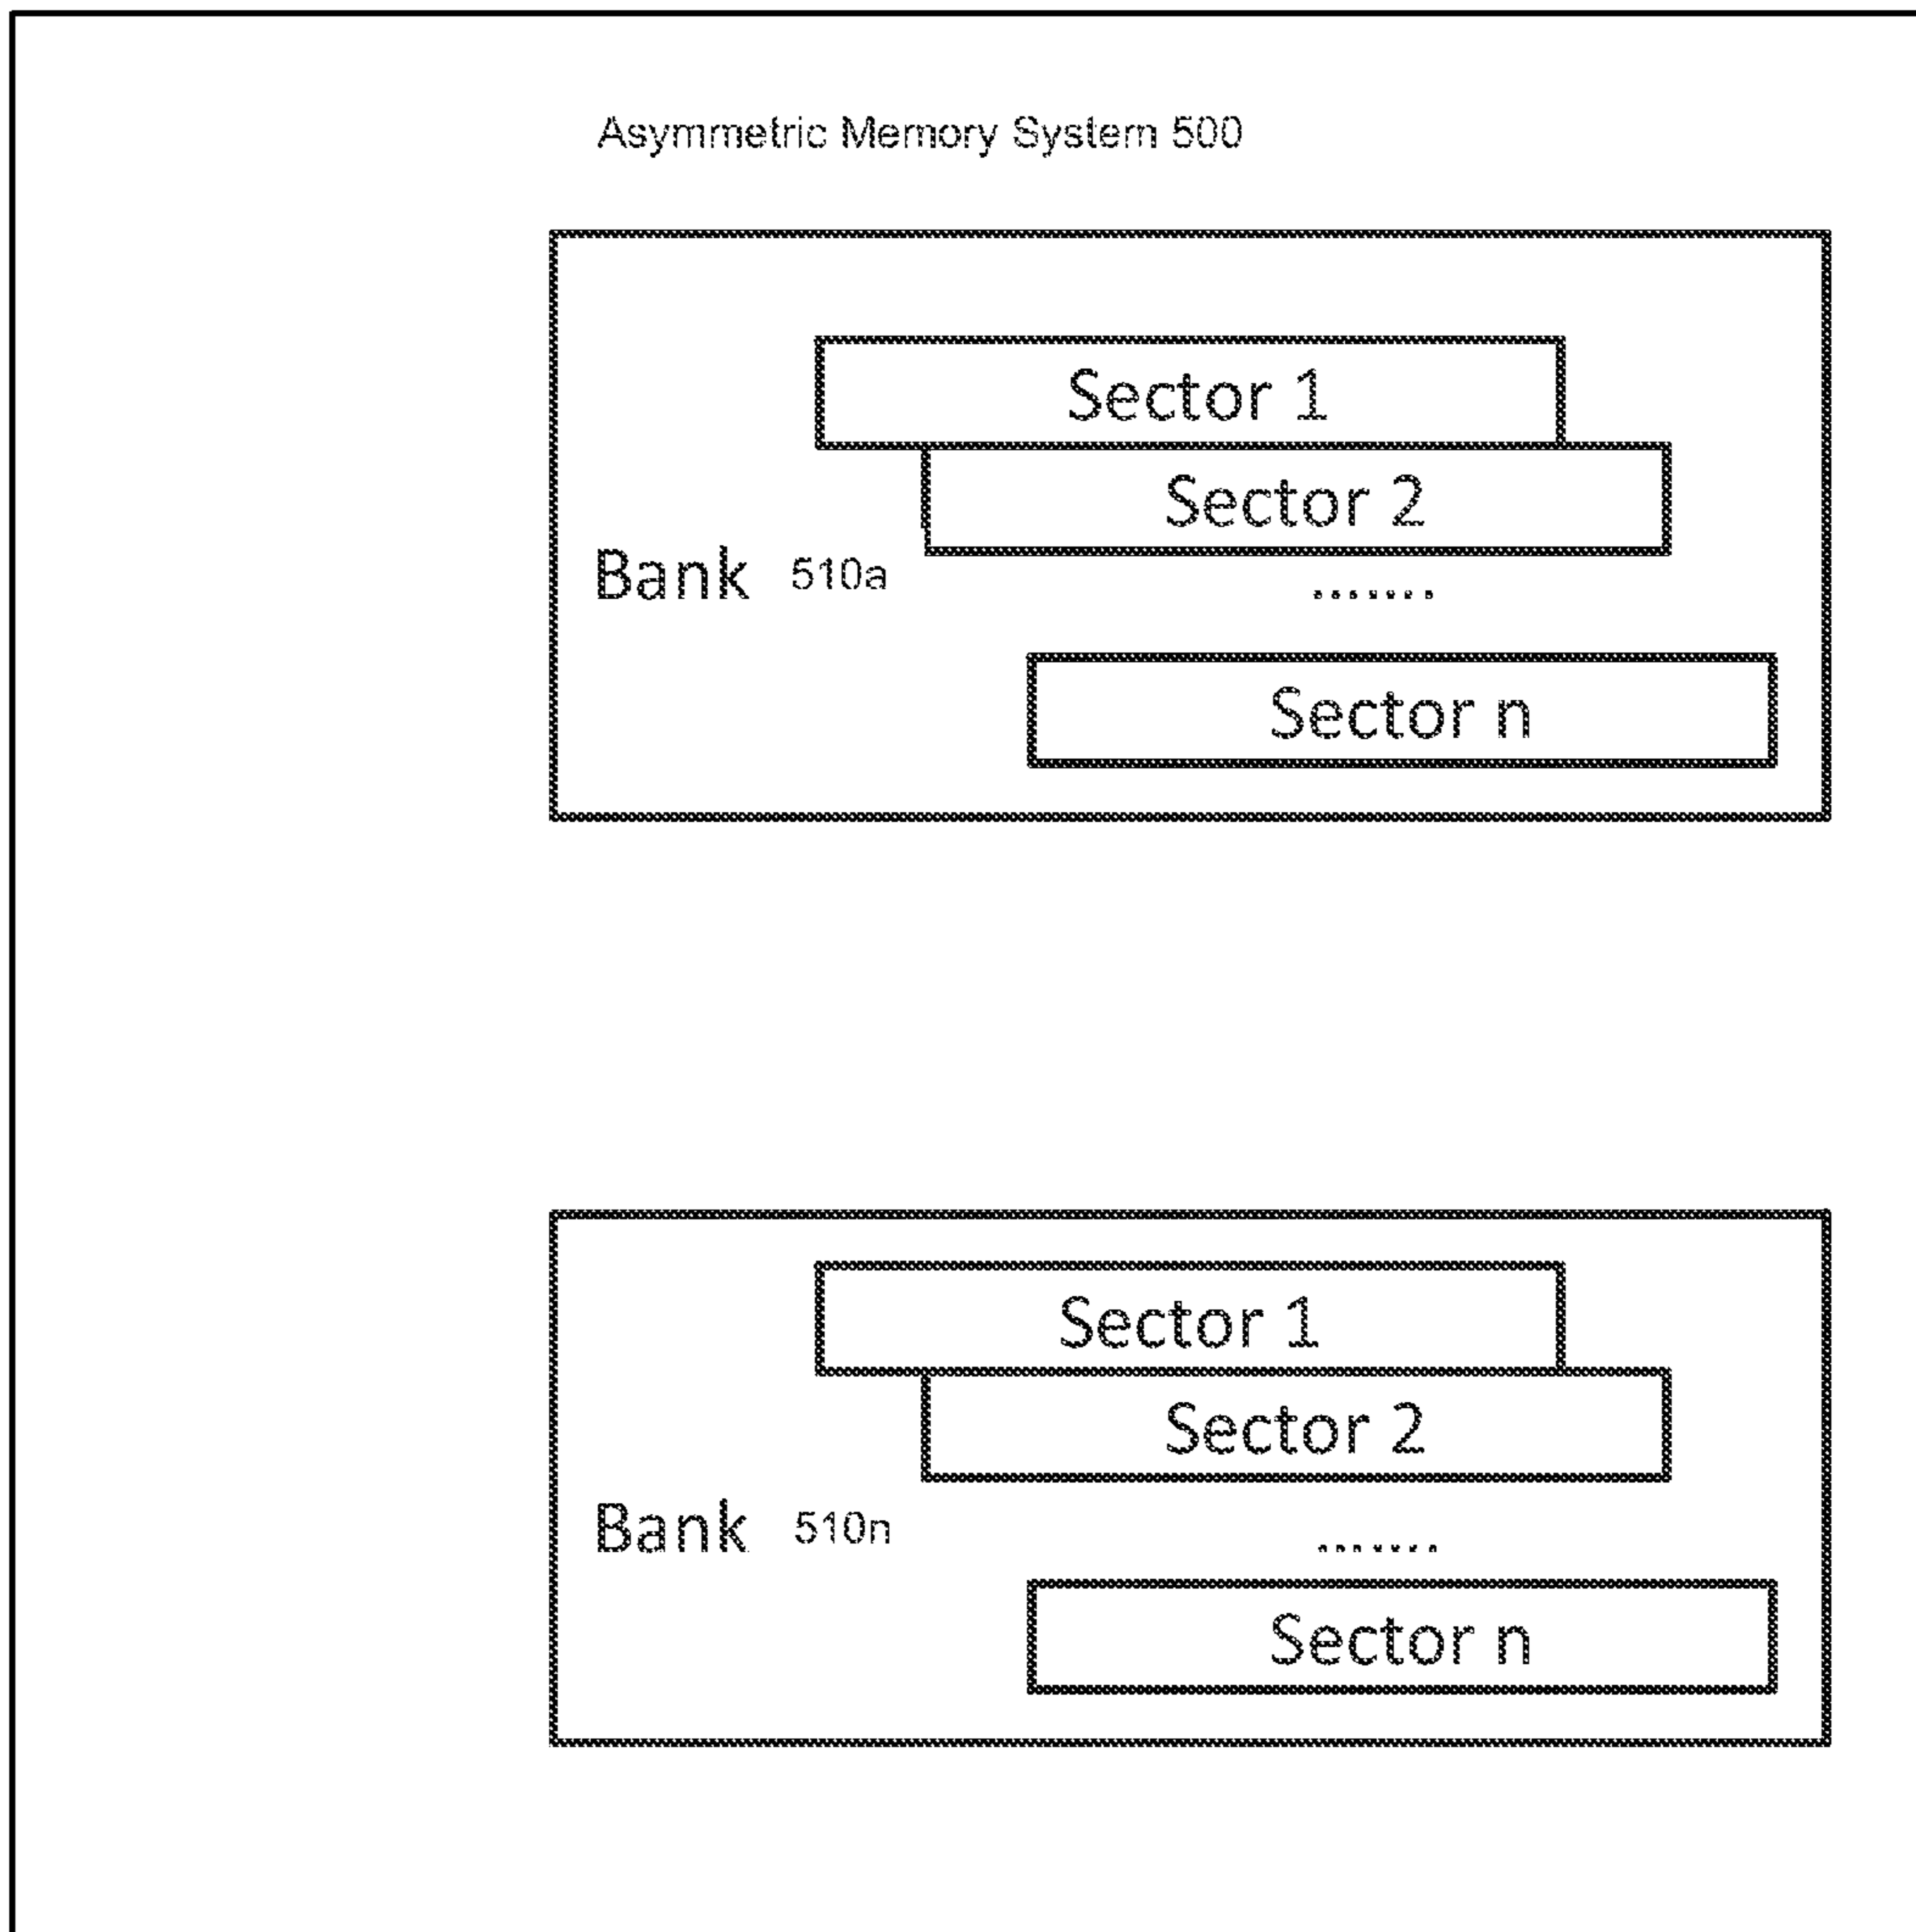 Asymmetric Memory System 500
Sector 1
Sector 2
Bank 510a
.......
Sector n
Sector 1
Sector 2
Bank 510n
.......
Sector n